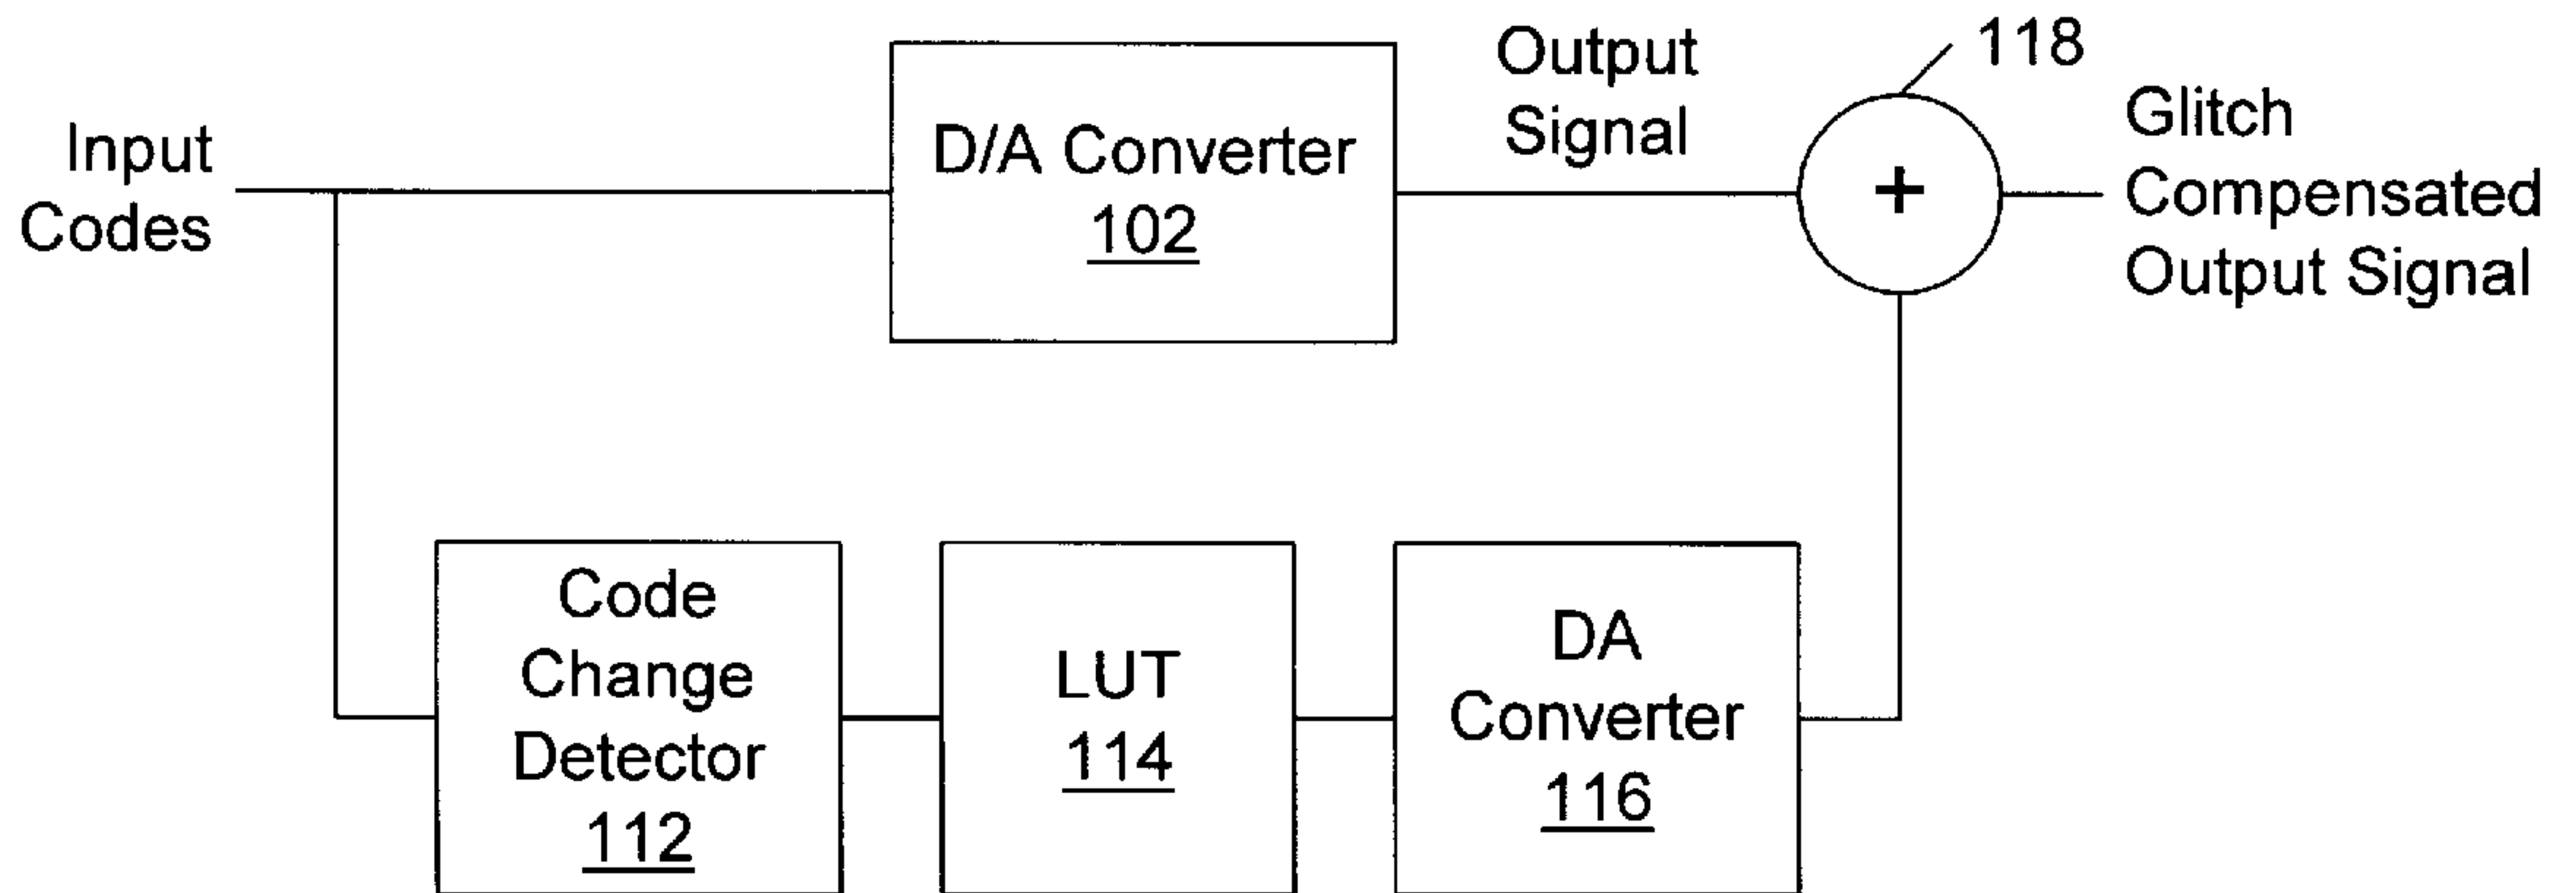 Input
Codes
D/A Converter
102
Output
Signal
118
+
Glitch
Compensated
Output Signal
Code
Change
Detector
112
LUT
114
DA
Converter
116